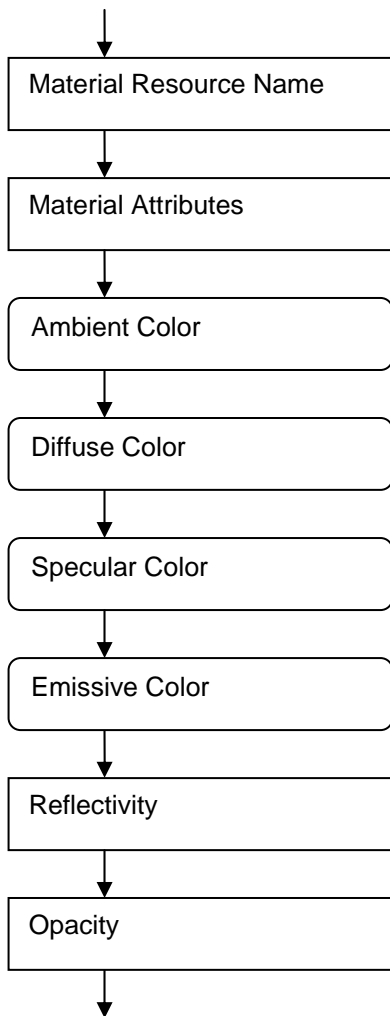 Material Resource Name
Material Attributes
Ambient Color
Diffuse Color
Specular Color
Emissive Color
Reflectivity
Opacity